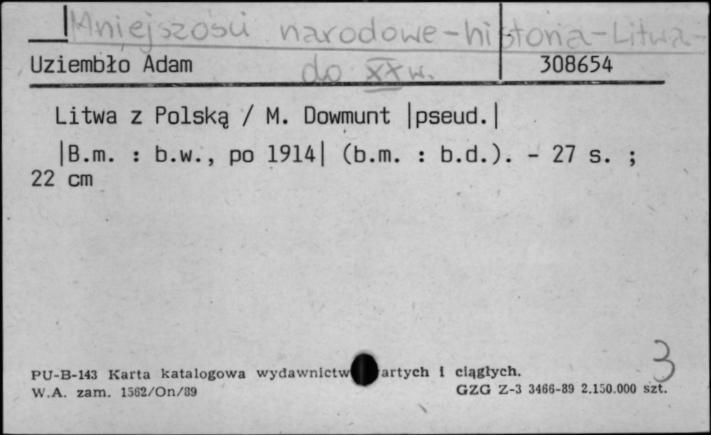 Mniejszości narodowe-historia-Litwa-
Uziembło Adam do XX w. 308654
Litwa z Polską / M. Dowmunt |pseud.|
|B.m. : b.w., po 1914| (b.m. : b.d.). - 27 s. ;
22 cm
3
PU-B-143 Karta katalogowa wydawnictw artych i ciągłych.
W.A. zam. 1562/On/89 GZG Z-3 3466-89 2.150.000 szt.